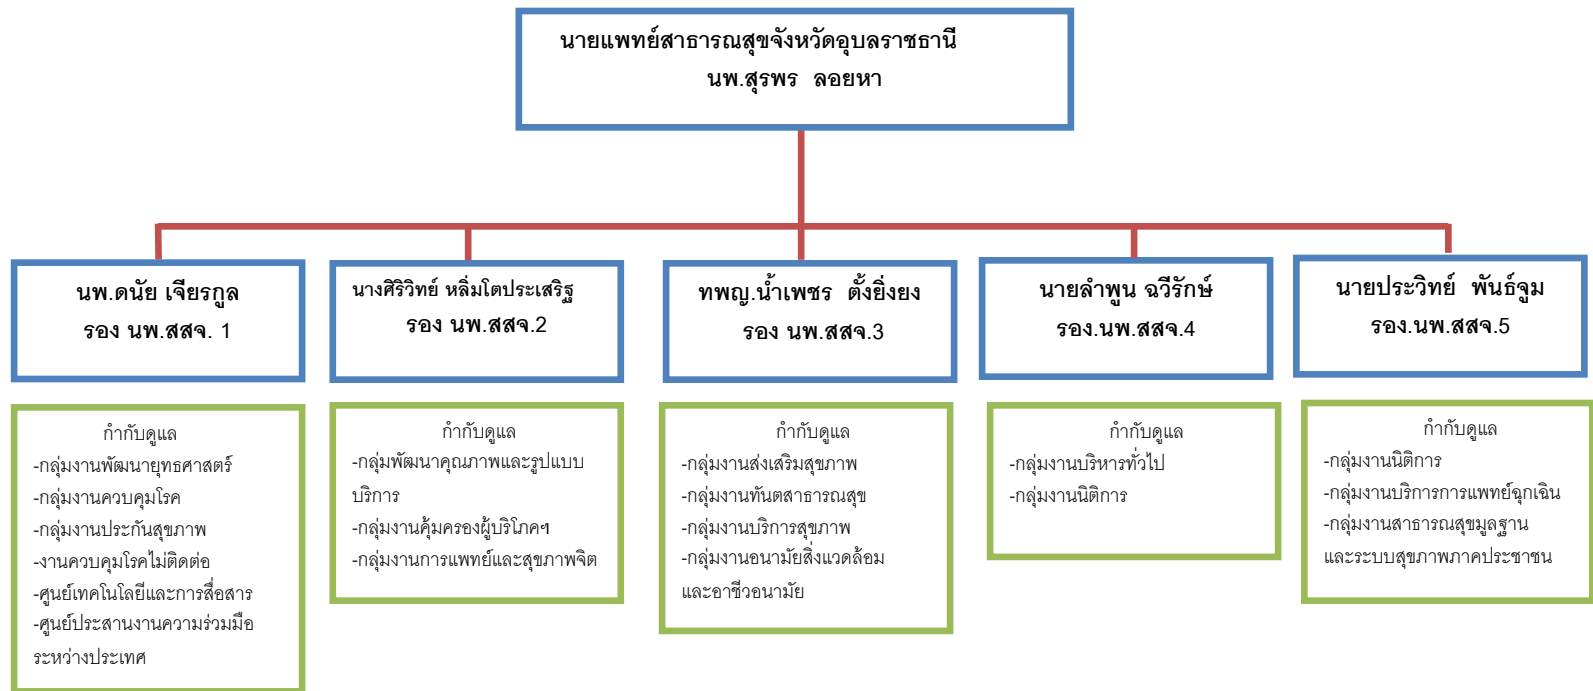 นายแพทย์สาธารณสุขจังหวัดอุบลราชธานี
นพ.สุรพร ลอยหา
นพ.ดนัย เจียรกูล
รอง นพ.สสจ. 1
นางศิริวิทย์ หลิ่มโตประเสริฐ
รอง นพ.สสจ.2
ทพญ.น้ำเพชร ตั้งยิ่งยง
รอง นพ.สสจ.3
นายลำพูน ฉวีรักษ์
รอง.นพ.สสจ.4
นายประวิทย์ พันธ์จูม
รอง.นพ.สสจ.5
กำกับดูแล
-กลุ่มงานพัฒนายุทธศาสตร์
-กลุ่มงานควบคุมโรค
-กลุ่มงานประกันสุขภาพ
-งานควบคุมโรคไม่ติดต่อ
-ศูนย์เทคโนโลยีและการสื่อสาร
-ศูนย์ประสานงานความร่วมมือ
ระหว่างประเทศ
กำกับดูแล
-กลุ่มพัฒนาคุณภาพและรูปแบบ
บริการ
-กลุ่มงานคุ้มครองผู้บริโภคฯ
-กลุ่มงานการแพทย์และสุขภาพจิต
กำกับดูแล
-กลุ่มงานส่งเสริมสุขภาพ
-กลุ่มงานทันตสาธารณสุข
-กลุ่มงานบริการสุขภาพ
-กลุ่มงานอนามัยสิ่งแวดล้อม
และอาชีวอนามัย
กำกับดูแล
-กลุ่มงานบริหารทั่วไป
-กลุ่มงานนิติการ
กำกับดูแล
-กลุ่มงานนิติการ
-กลุ่มงานบริการการแพทย์ฉุกเฉิน
-กลุ่มงานสาธารณสุขมูลฐาน
และระบบสุขภาพภาคประชาชน